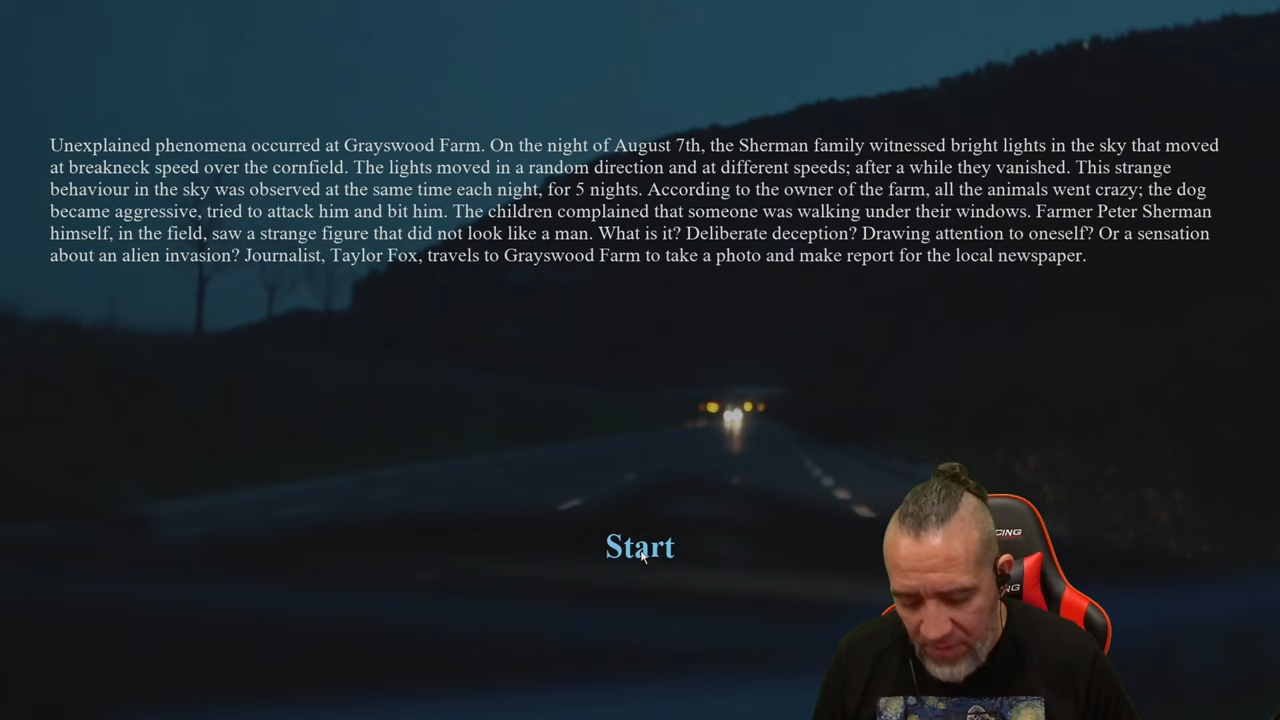 Unexplained phenomena occurred at Grayswood Farm. On the night of August 7th, the Sherman family witnessed bright lights in the sky that moved
at breakneck speed over the cornfield. The lights moved in a random direction and at different speeds; after a while they vanished. This strange
behaviour in the sky was observed at the same time each night, for 5 nights. According to the owner of the farm, all the animals went crazy; the dog
became aggressive, tried to attack him and bit him. The children complained that someone was walking under their windows. Farmer Peter Sherman
himself, in the field, saw a strange figure that did not look like a man. What is it? Deliberate deception? Drawing attention to oneself? Or a sensation
about an alien invasion? Journalist, Taylor Fox, travels to Grayswood Farm to take a photo and make report for the local newspaper.
Start